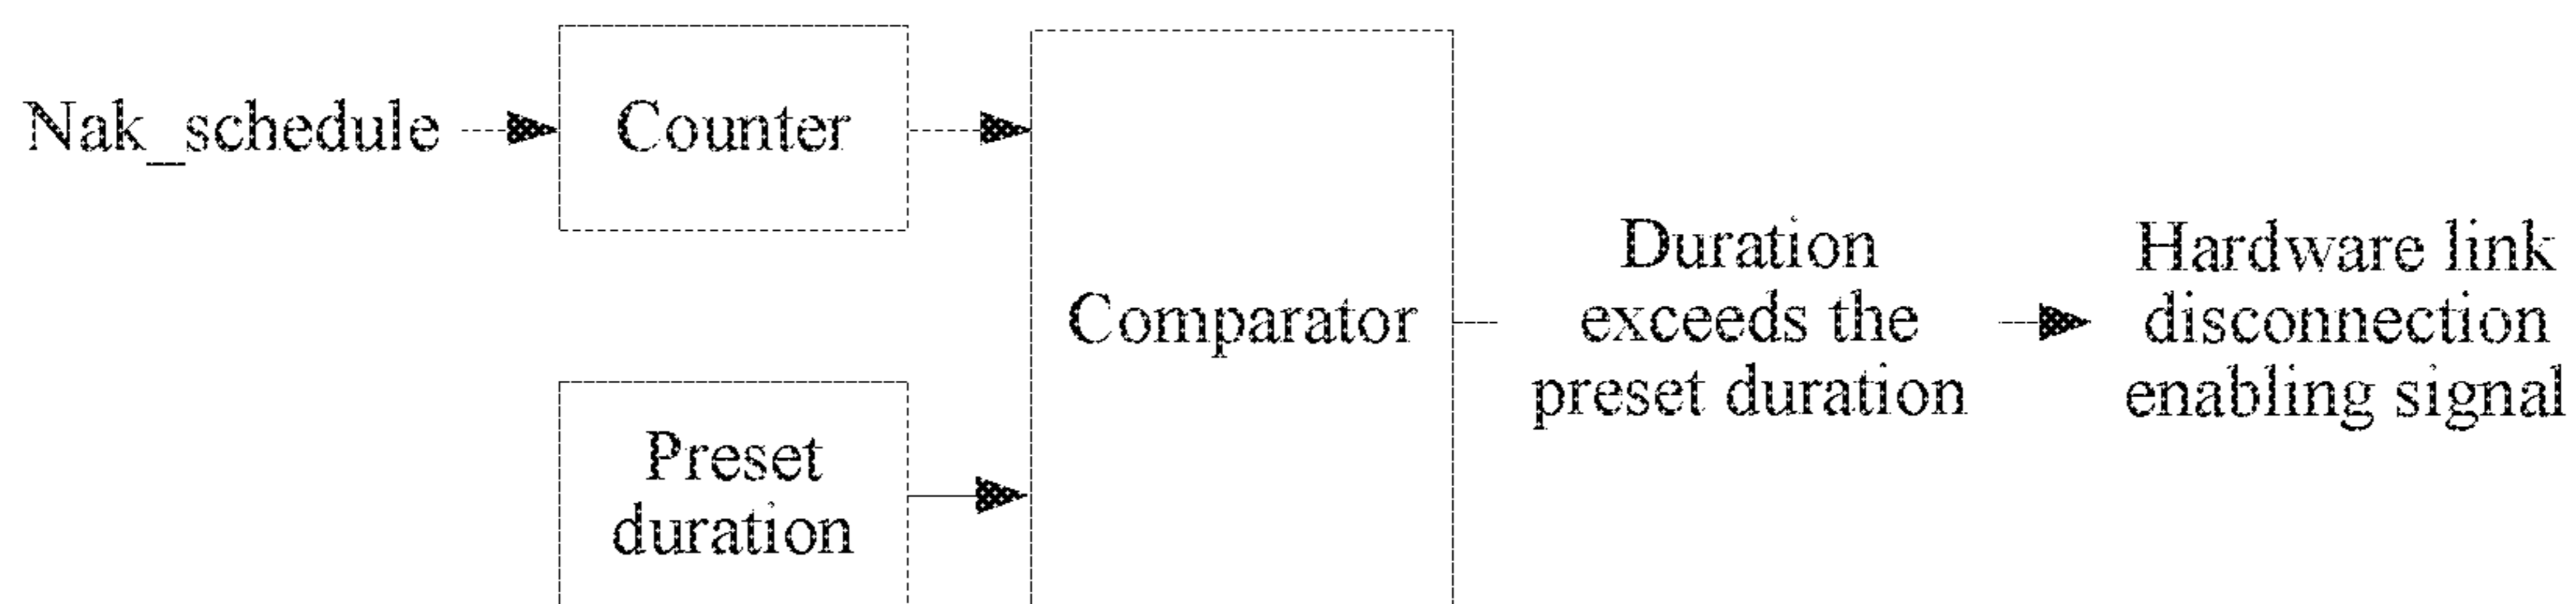 Nak_schedule
Counter
Preset
duration
Comparator
Duration
exceeds the
preset duration
Hardware link
disconnection
enabling signal